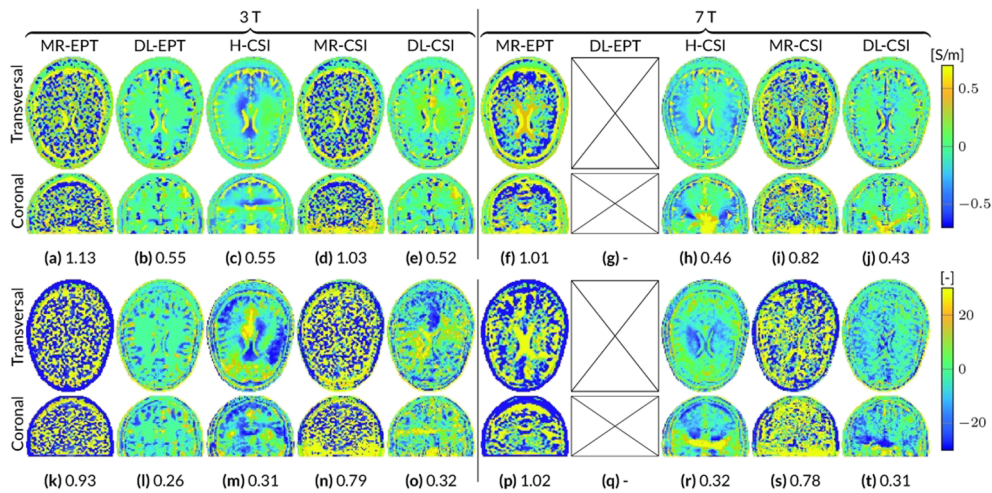 3 T 7 T
MR-EPT DL-EPT H-CSI MR-CSI DL-CSI MR-EPT DL-EPT H-CSI MR-CSI DL-CSI [S/m]
Transversal
0.5
0
Coronal
−0.5
(a) 1.13 (b) 0.55 (c) 0.55 (d) 1.03 (e) 0.52 (f) 1.01 (g) - (h) 0.46 (i) 0.82 (j) 0.43
[-]
Transversal
20
0
Coronal
−20
(k) 0.93 (l) 0.26 (m) 0.31 (n) 0.79 (o) 0.32 (p) 1.02 (q) - (r) 0.32 (s) 0.78 (t) 0.31